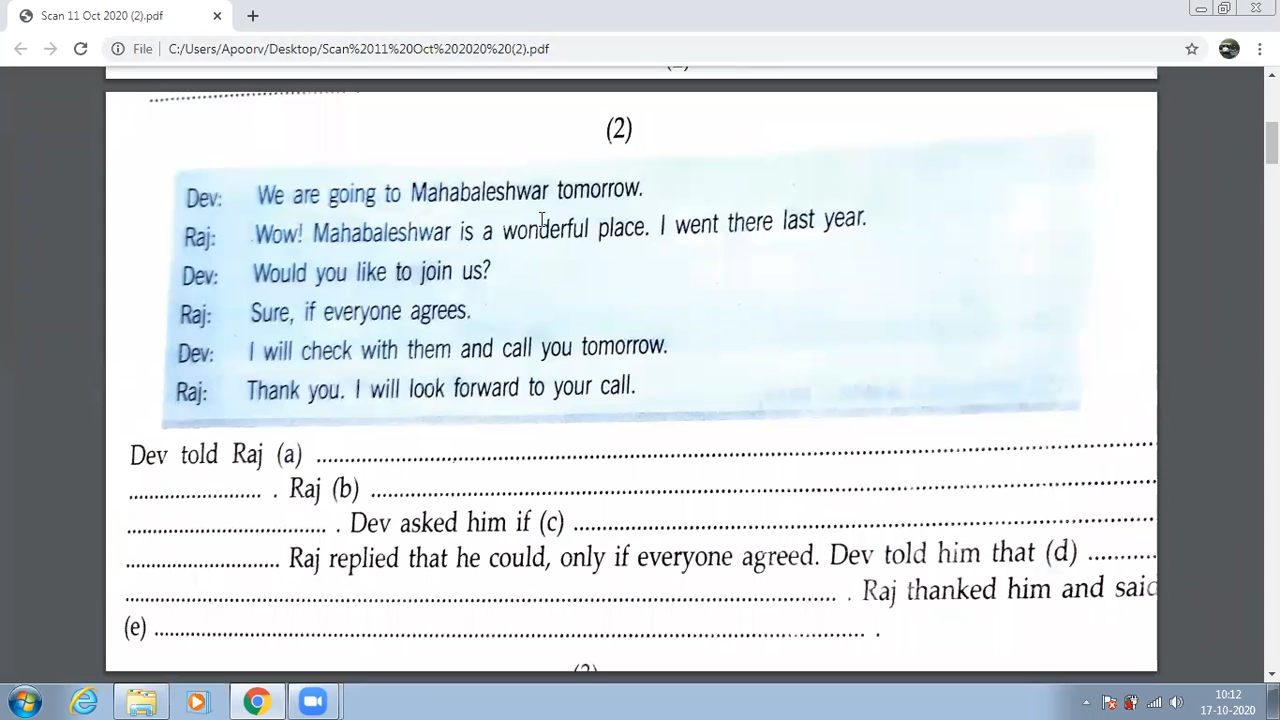 Scan 11 Oct 2020 (2).pdf
File C:/Users/Apoorv/Desktop/Scan%2011%20Oct%202020%20(2).pdf
(2)
Dev: We are going to Mahabaleshwar tomorrow.
Raj: Wow! Mahabaleshwar is a wonderful place. I went there last year.
Dev: Would you like to join us?
Raj: Sure, if everyone agrees.
Dev: I will check with them and call you tomorrow.
Raj: Thank you. I will look forward to your call.
Dev told Raj (a) ..........................................................................
.......................... . Raj (b) ..........................................................................
........................................ . Dev asked him if (c) ..........................................................................
.............................. Raj replied that he could, only if everyone agreed. Dev told him that (d) ............
.......................................................................... . Raj thanked him and said
(e) .......................................................................... .
10:12
17-10-2020